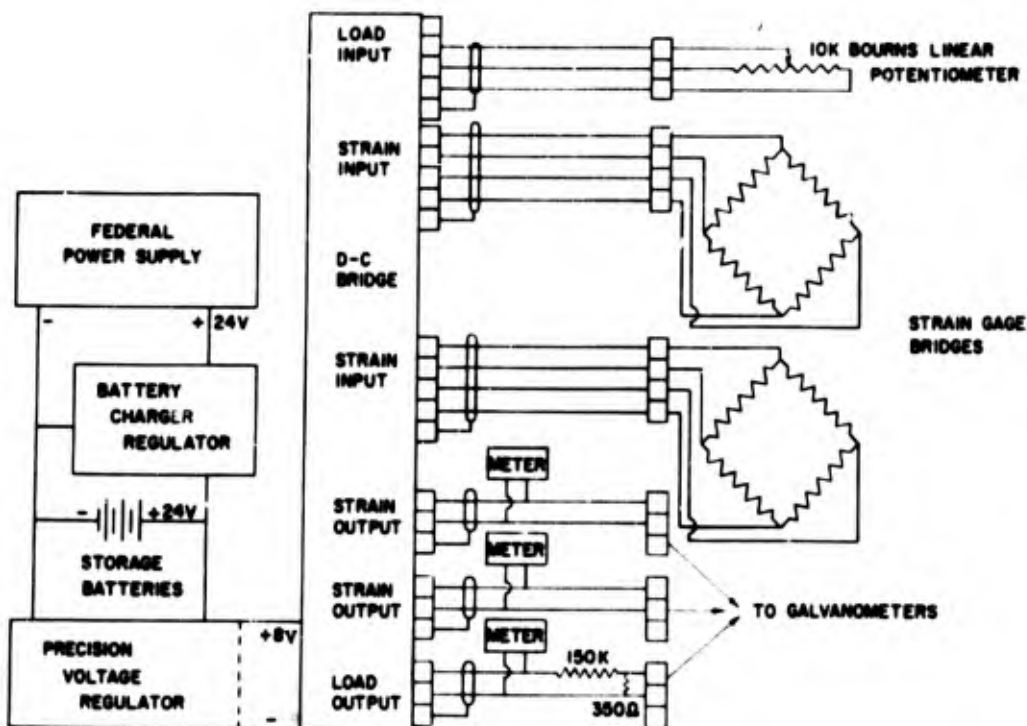 LOAD
INPUT
10K BOURNS LINEAR
POTENTIOMETER
STRAIN
INPUT
FEDERAL
POWER SUPPLY
D-C
BRIDGE
-
+ 24V
STRAIN GAGE
BRIDGES
STRAIN
INPUT
BATTERY
CHARGER
REGULATOR
METER
- +24V
STRAIN
OUTPUT
STORAGE
BATTERIES
METER
STRAIN
OUTPUT
TO GALVANOMETERS
+8V
METER
PRECISION
VOLTAGE
REGULATOR
150K
LOAD
OUTPUT
350Ω
-